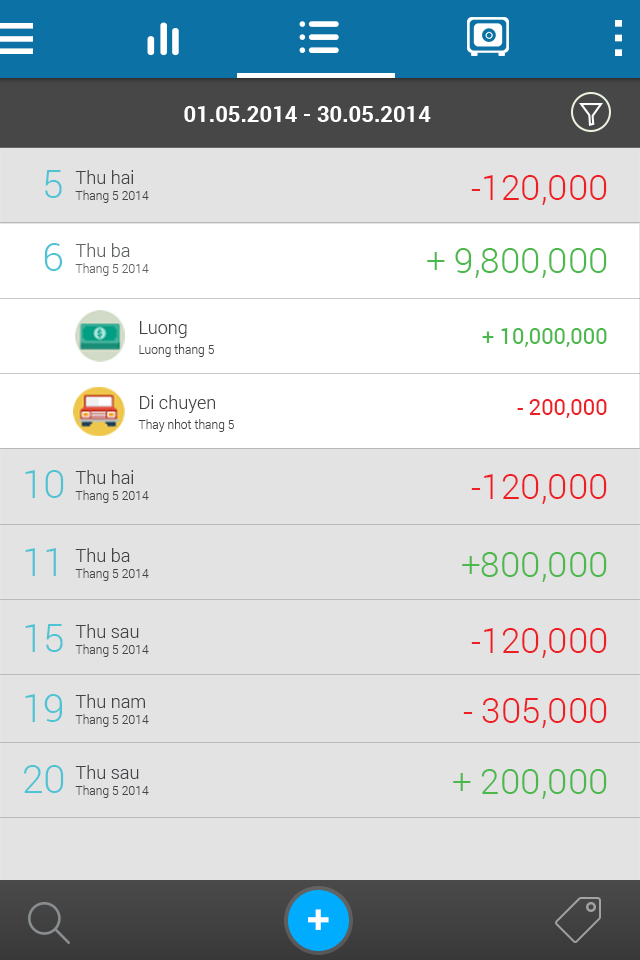 01.05.2014 - 30.05.2014
5 Thu hai -120,000
Thang 5 2014
6 Thu ba + 9,800,000
Thang 5 2014
Luong + 10,000,000
Luong thang 5
Di chuyen - 200,000
Thay nhot thang 5
10 Thu hai -120,000
Thang 5 2014
11 Thu ba +800,000
Thang 5 2014
15 Thu sau -120,000
Thang 5 2014
19 Thu nam - 305,000
Thang 5 2014
20 Thu sau + 200,000
Thang 5 2014